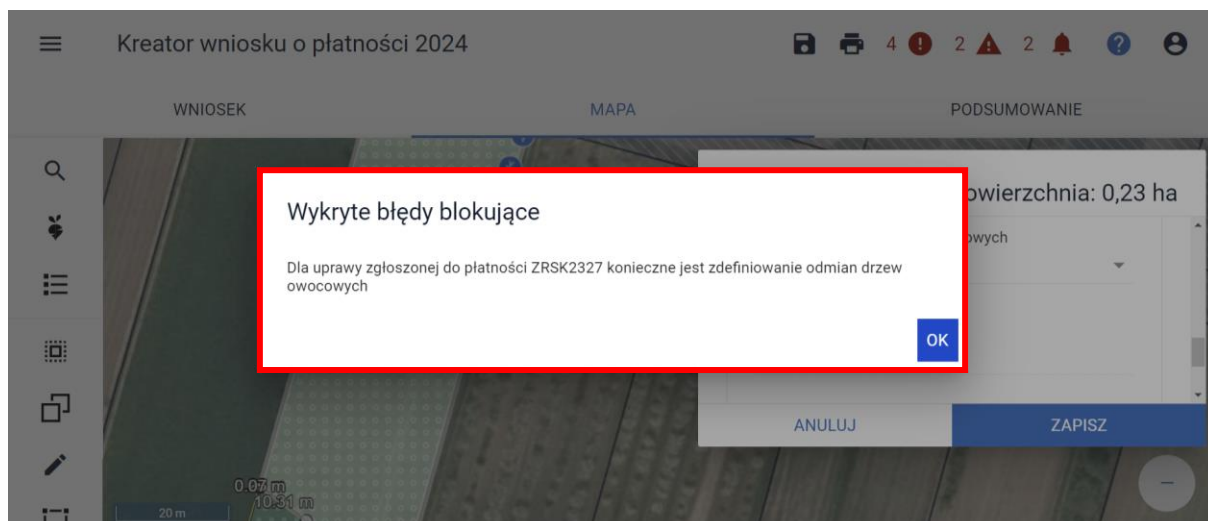 Kreator wniosku o płatności 2024
4
2
2
WNIOSEK
MAPA
PODSUMOWANIE
Wykryte błędy blokujące
Dla uprawy zgłoszonej do płatności ZRSK2327 konieczne jest zdefiniowanie odmian drzew
owocowych
OK
owierzchnia: 0,23 ha
owych
ANULUJ
ZAPISZ
0.07 m
10.31 m
20 m